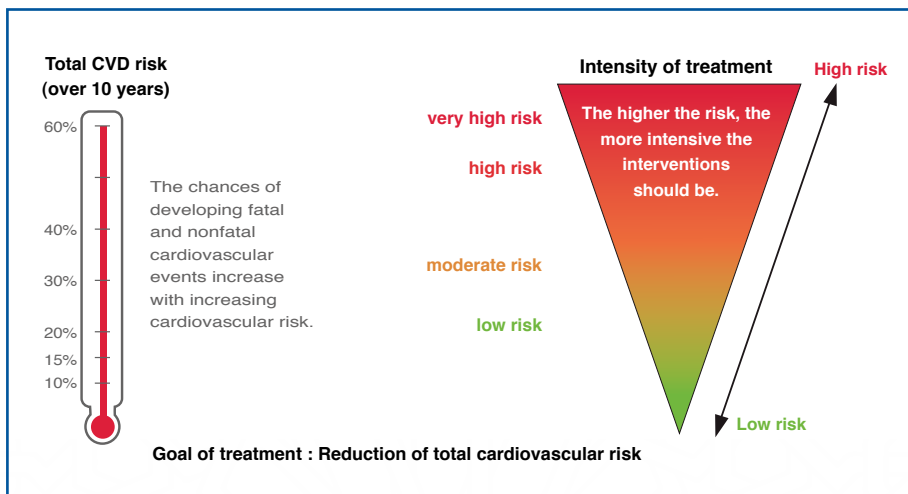 Total CVD risk
(over 10 years)
60%
40%
30%
20%
15%
10%
The chances of
developing fatal
and nonfatal
cardiovascular
events increase
with increasing
cardiovascular risk.
very high risk
high risk
moderate risk
low risk
Intensity of treatment
High risk
The higher the risk, the
more intensive the
interventions
should be.
Low risk
Goal of treatment : Reduction of total cardiovascular risk